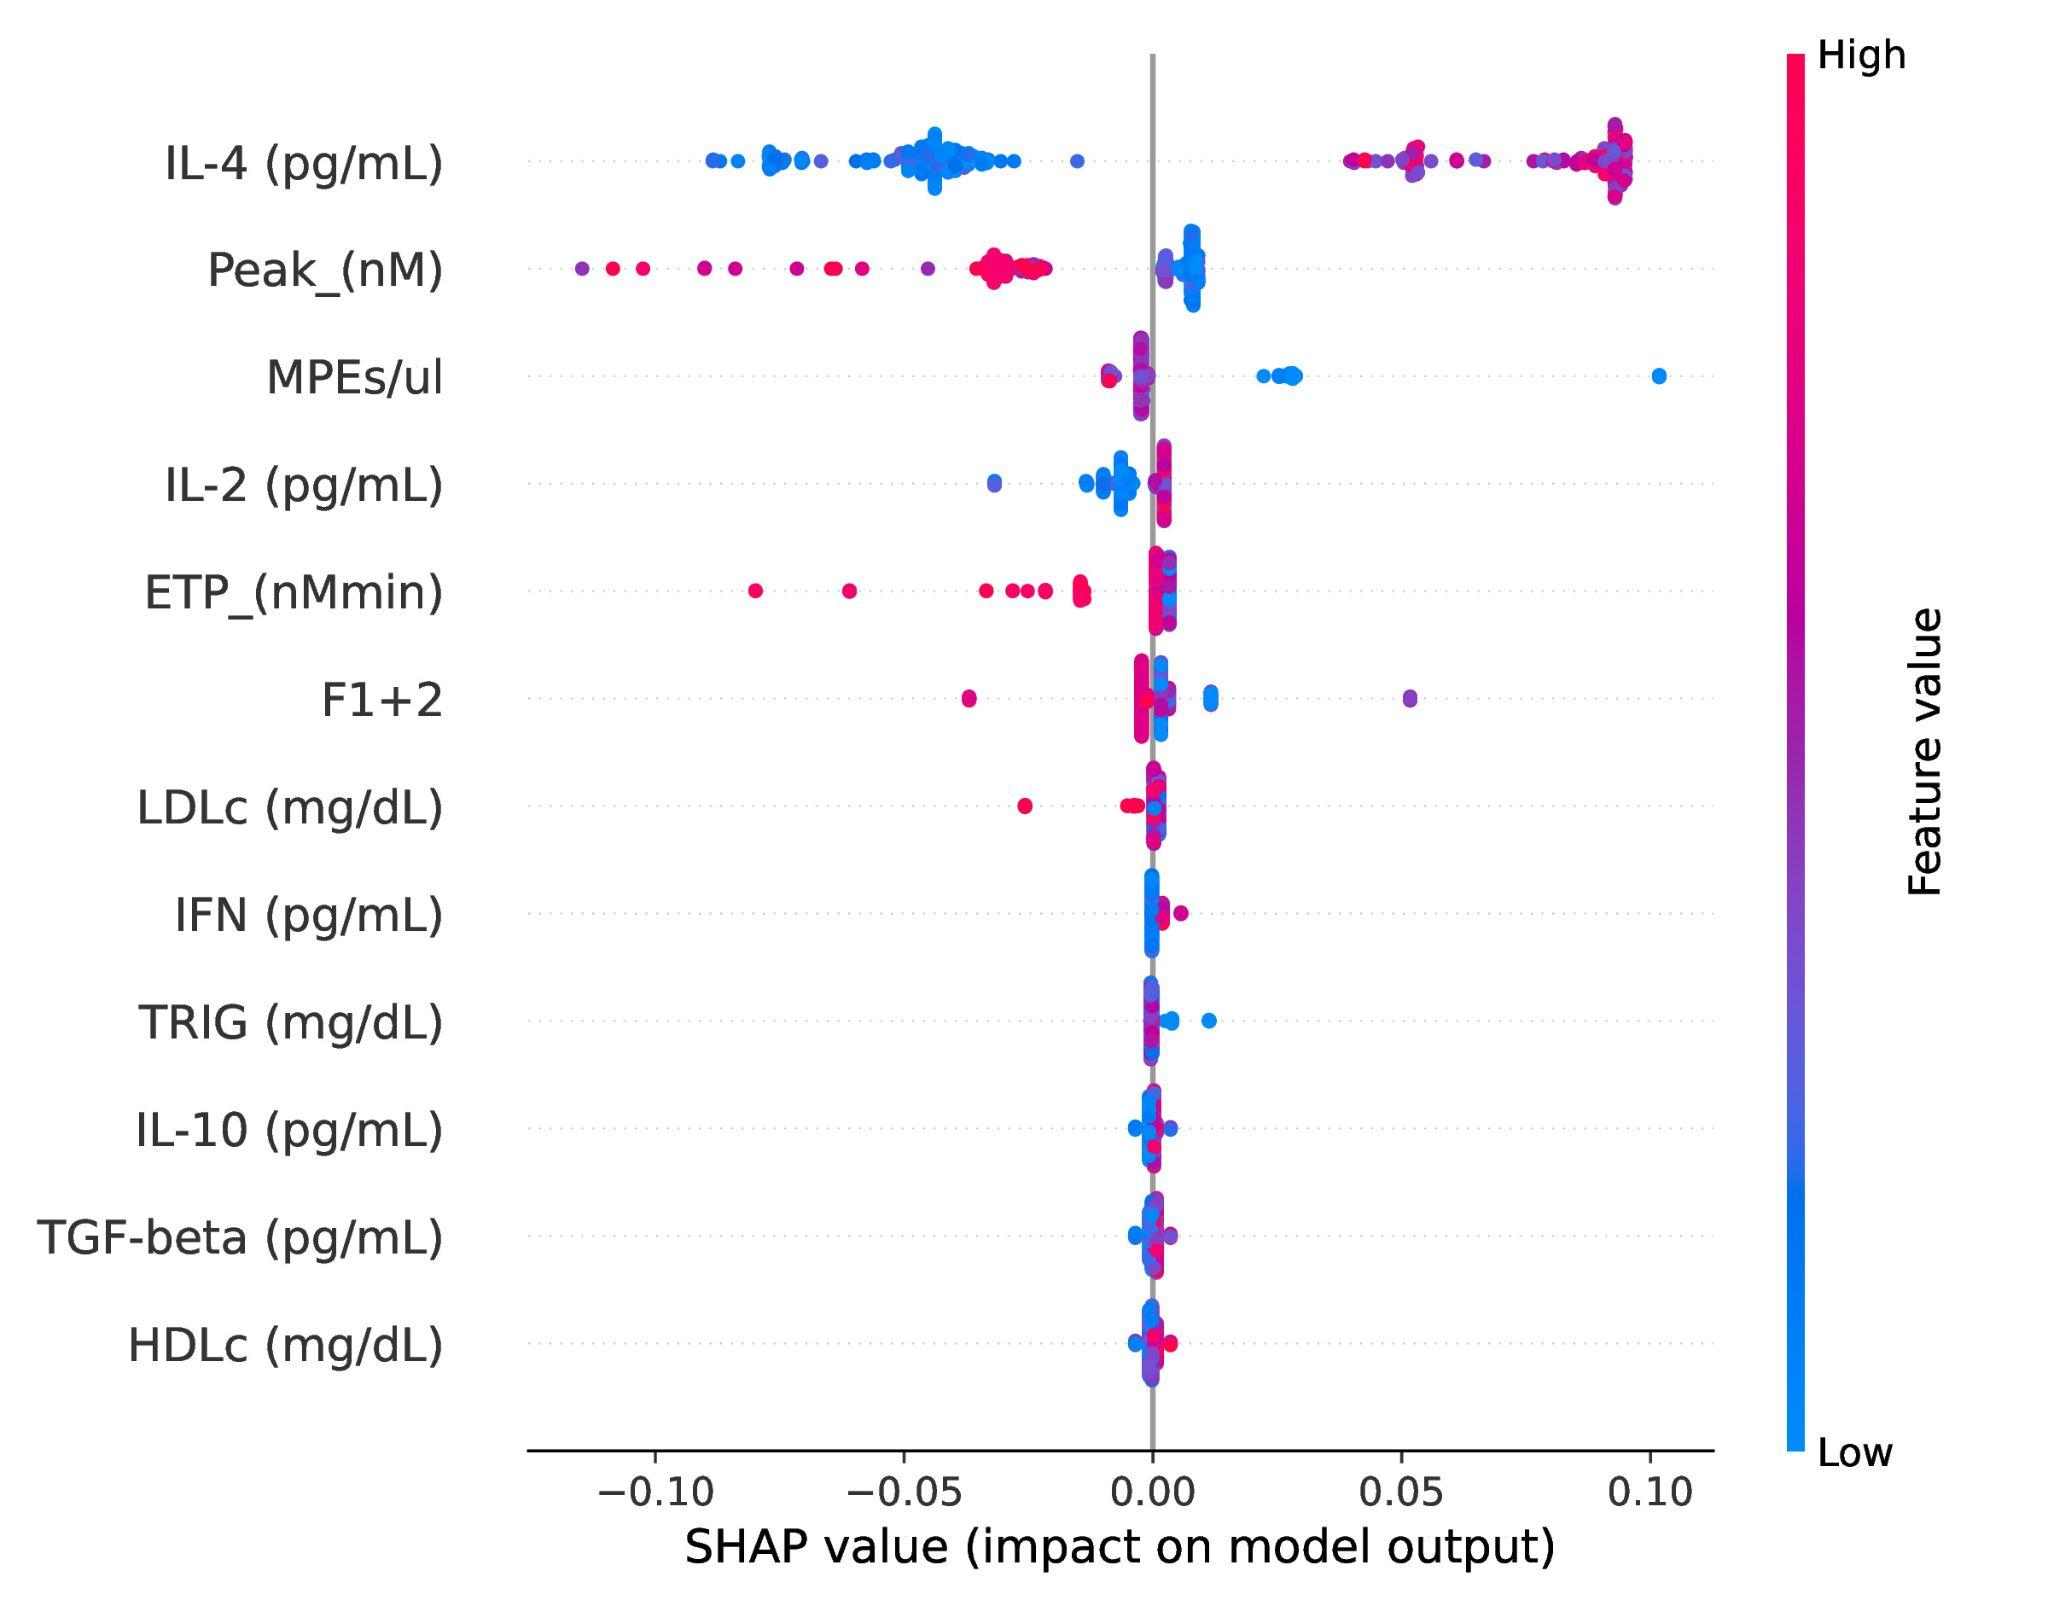 High
IL-4 (pg/mL)
Peak_(nM)
MPEs/ul
IL-2 (pg/mL)
ETP_(nMmin)
F1+2
LDLc (mg/dL)
IFN (pg/mL)
TRIG (mg/dL)
IL-10 (pg/mL)
TGF-beta (pg/mL)
HDLc (mg/dL)
Feature value
Low
−0.10 −0.05 0.00 0.05 0.10
SHAP value (impact on model output)